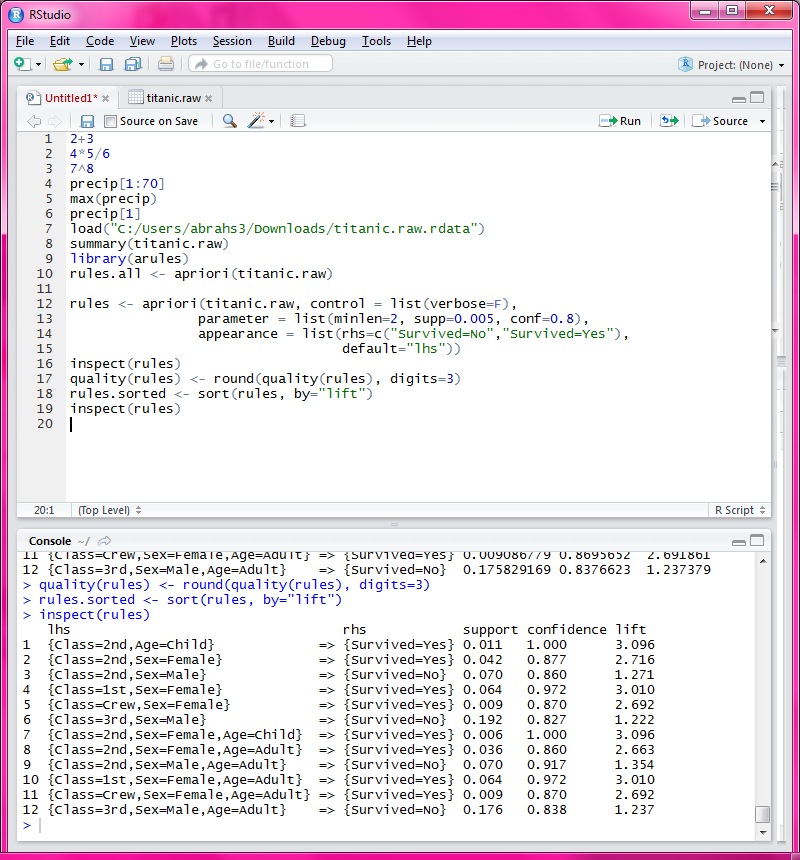 RStudio
File Edit Code View Plots Session Build Debug Tools Help
Go to file/function Project: (None)
Untitled1* titanic.raw
Source on Save Run Source
1 2+3
2 4*5/6
3 7^8
4 precip[1:70]
5 max(precip)
6 precip[1]
7 load("C:/Users/abrahs3/Downloads/titanic.raw.rdata")
8 summary(titanic.raw)
9 library(arules)
10 rules.all <- apriori(titanic.raw)
11
12 rules <- apriori(titanic.raw, control = list(verbose=F),
13 parameter = list(minlen=2, supp=0.005, conf=0.8),
14 appearance = list(rhs=c("Survived=No","Survived=Yes"),
15 default="lhs"))
16 inspect(rules)
17 quality(rules) <- round(quality(rules), digits=3)
18 rules.sorted <- sort(rules, by="lift")
19 inspect(rules)
20
20:1 (Top Level) R Script
Console ~/
11 {Class=Crew,Sex=Female,Age=Adult} => {Survived=Yes} 0.009086779 0.8695652 2.691861
12 {Class=3rd,Sex=Male,Age=Adult} => {Survived=No} 0.175829169 0.8376623 1.237379
> quality(rules) <- round(quality(rules), digits=3)
> rules.sorted <- sort(rules, by="lift")
> inspect(rules)
lhs rhs support confidence lift
1 {Class=2nd,Age=Child} => {Survived=Yes} 0.011 1.000 3.096
2 {Class=2nd,Sex=Female} => {Survived=Yes} 0.042 0.877 2.716
3 {Class=2nd,Sex=Male} => {Survived=No} 0.070 0.860 1.271
4 {Class=1st,Sex=Female} => {Survived=Yes} 0.064 0.972 3.010
5 {Class=Crew,Sex=Female} => {Survived=Yes} 0.009 0.870 2.692
6 {Class=3rd,Sex=Male} => {Survived=No} 0.192 0.827 1.222
7 {Class=2nd,Sex=Female,Age=Child} => {Survived=Yes} 0.006 1.000 3.096
8 {Class=2nd,Sex=Female,Age=Adult} => {Survived=Yes} 0.036 0.860 2.663
9 {Class=2nd,Sex=Male,Age=Adult} => {Survived=No} 0.070 0.917 1.354
10 {Class=1st,Sex=Female,Age=Adult} => {Survived=Yes} 0.064 0.972 3.010
11 {Class=Crew,Sex=Female,Age=Adult} => {Survived=Yes} 0.009 0.870 2.692
12 {Class=3rd,Sex=Male,Age=Adult} => {Survived=No} 0.176 0.838 1.237
>